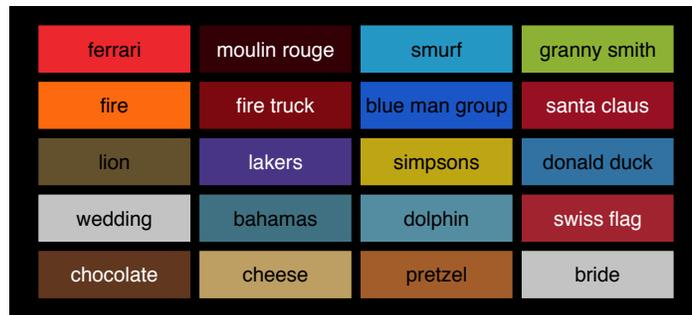 ferrari moulin rouge smurf granny smith
fire fire truck blue man group santa claus
lion lakers simpsons donald duck
wedding bahamas dolphin swiss flag
chocolate cheese pretzel bride